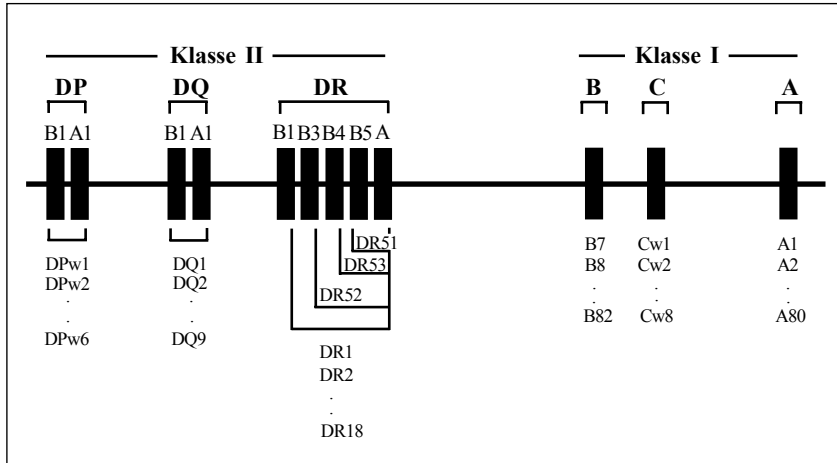 Klasse II Klasse I
DP DQ DR B C A
B1 A1 B1 A1 B1 B3 B4 B5 A
DR51
B7 Cw1 A1
DPw1 DQ1 DR53 B8 Cw2 A2
DPw2 DQ2
. . DR52 . . .
. . . . .
B82 Cw8 A80
DPw6 DQ9
DR1
DR2
.
.
DR18